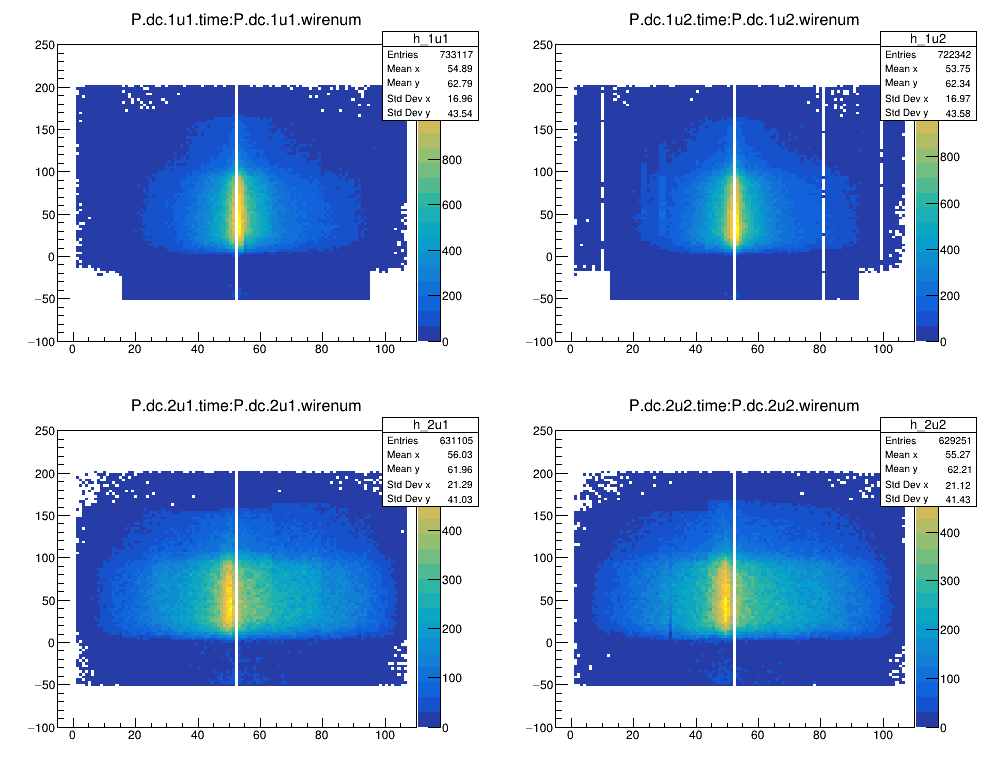 P.dc.1u1.time:P.dc.1u1.wirenum
h_1u1
Entries 733117
Mean x 54.89
Mean y 62.79
Std Dev x 16.96
Std Dev y 43.54
250
200
150
100
50
0
−50
−100
0 20 40 60 80 100
800
600
400
200
0
P.dc.1u2.time:P.dc.1u2.wirenum
h_1u2
Entries 722342
Mean x 53.75
Mean y 62.34
Std Dev x 16.97
Std Dev y 43.58
250
200
150
100
50
0
−50
−100
0 20 40 60 80 100
800
600
400
200
0
P.dc.2u1.time:P.dc.2u1.wirenum
h_2u1
Entries 631105
Mean x 56.03
Mean y 61.96
Std Dev x 21.29
Std Dev y 41.03
250
200
150
100
50
0
−50
−100
0 20 40 60 80 100
400
300
200
100
0
P.dc.2u2.time:P.dc.2u2.wirenum
h_2u2
Entries 629251
Mean x 55.27
Mean y 62.21
Std Dev x 21.12
Std Dev y 41.43
250
200
150
100
50
0
−50
−100
0 20 40 60 80 100
400
300
200
100
0